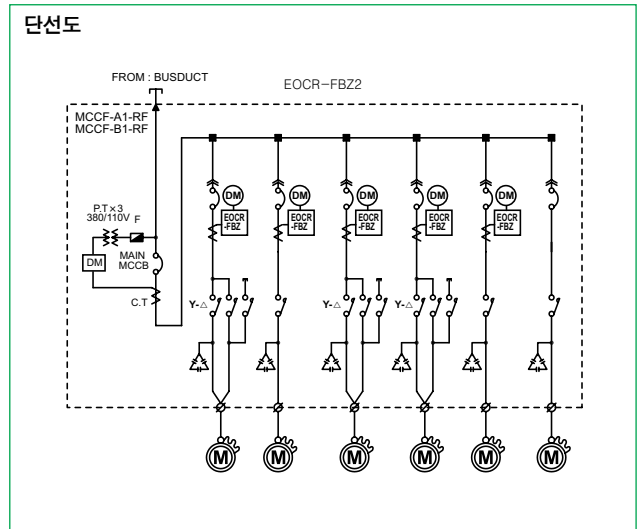 단선도
FROM : BUSDUCT
EOCR-FBZ2
MCCF-A1-RF
MCCF-B1-RF
P.T×3
380/110V F
DM
MAIN
MCCB
C.T
DM
DM
DM
DM
DM
EOCR
-FBZ
EOCR
-FBZ
EOCR
-FBZ
EOCR
-FBZ
EOCR
-FBZ
Y-△
Y-△
Y-△
M
M
M
M
M
M